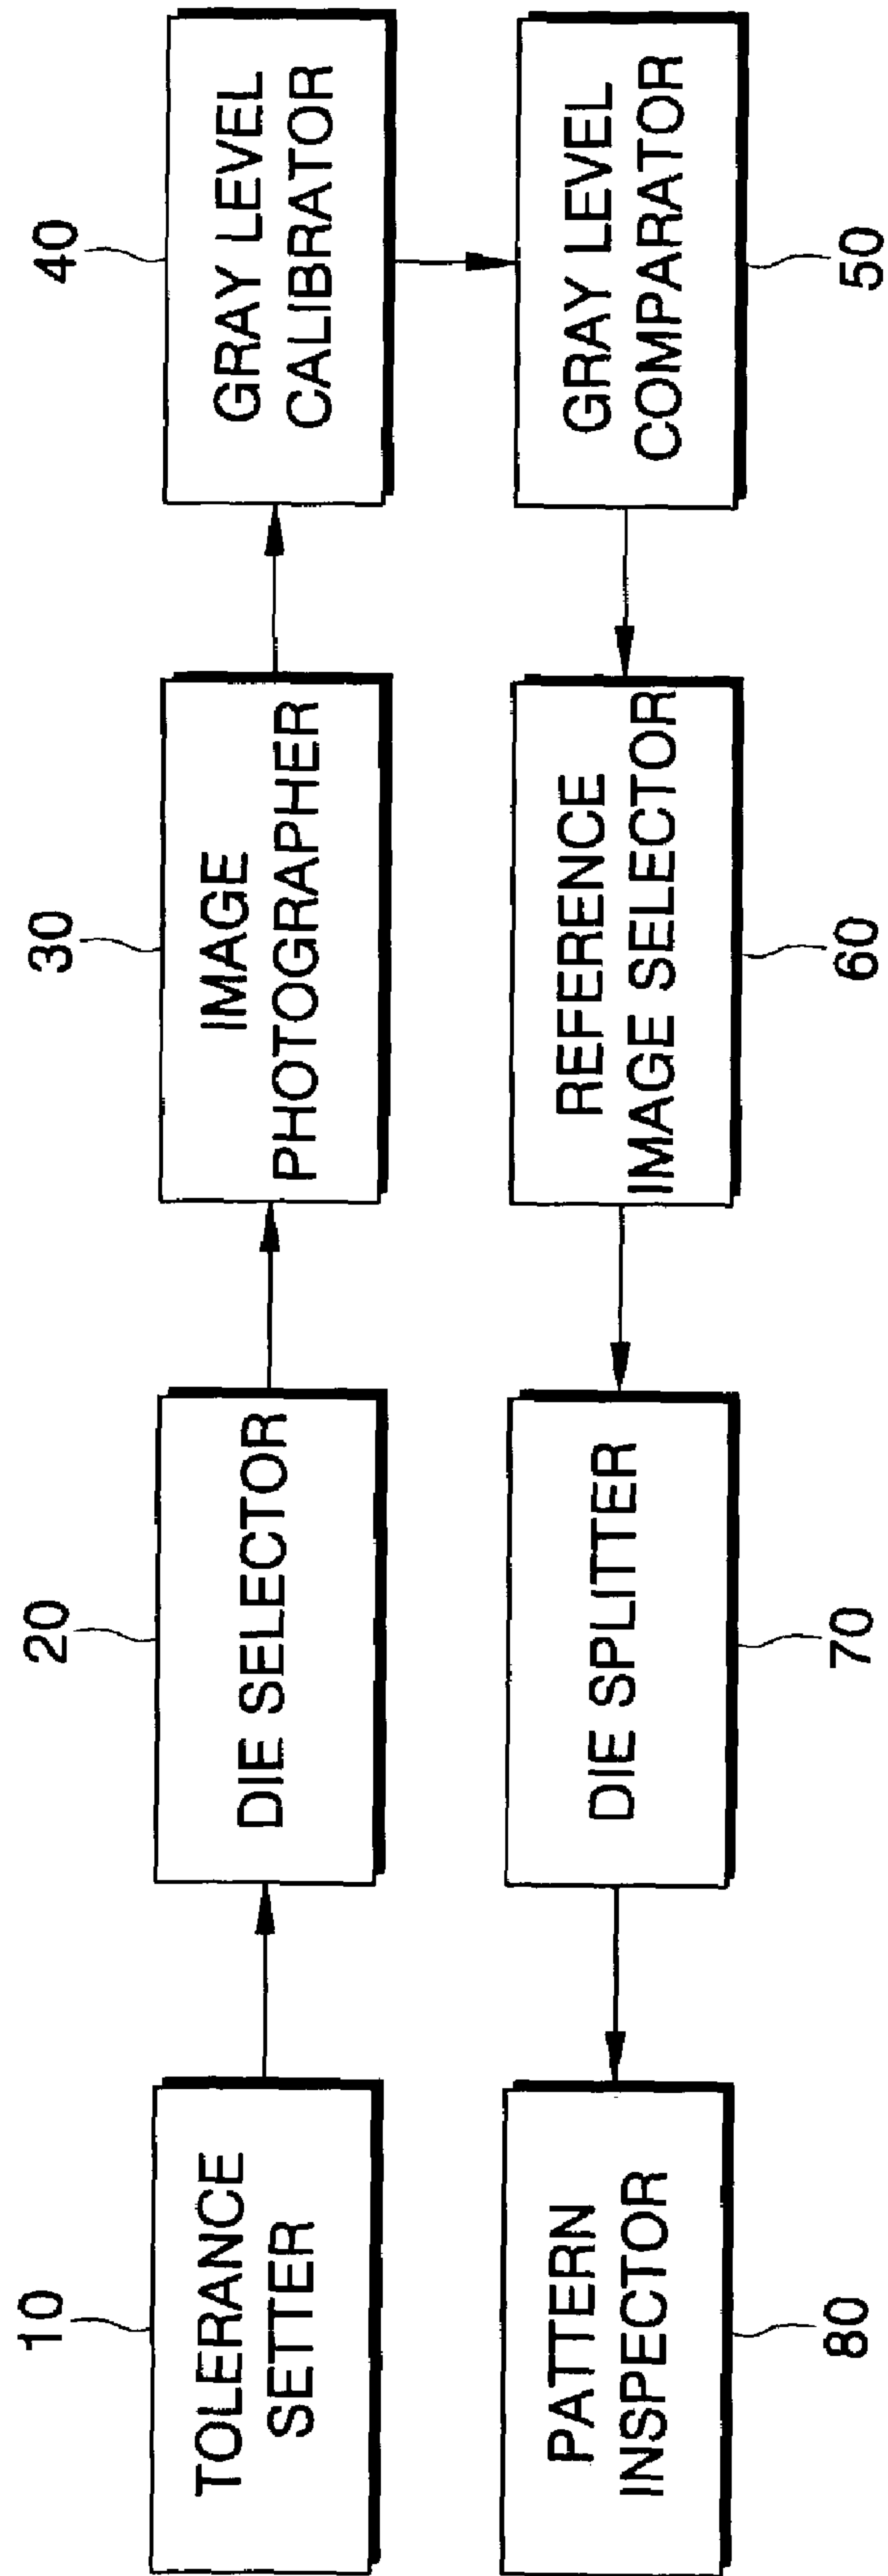 10
TOLERANCE
SETTER
20
DIE SELECTOR
30
IMAGE
PHOTOGRAPHER
40
GRAY LEVEL
CALIBRATOR
GRAY LEVEL
COMPARATOR
50
REFERENCE
IMAGE SELECTOR
60
DIE SPLITTER
70
PATTERN
INSPECTOR
80